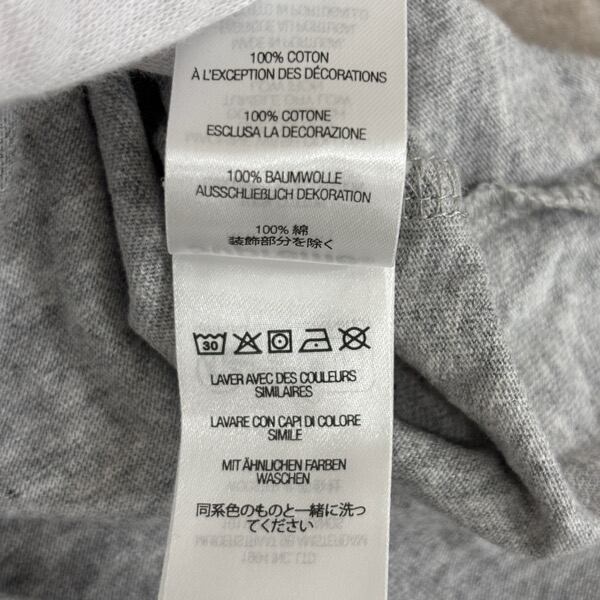 100% COTON
À L'EXCEPTION DES DÉCORATIONS
100% COTONE
ESCLUSA LA DECORAZIONE
100% BAUMWOLLE
AUSSCHLIEßLICH DEKORATION
100% 綿
装飾部分を除く
30
LAVER AVEC DES COULEURS
SIMILAIRES
LAVARE CON CAPI DI COLORE
SIMILE
MIT ÄHNLICHEN FARBEN
WASCHEN
同系色のものと一緒に洗っ
てください